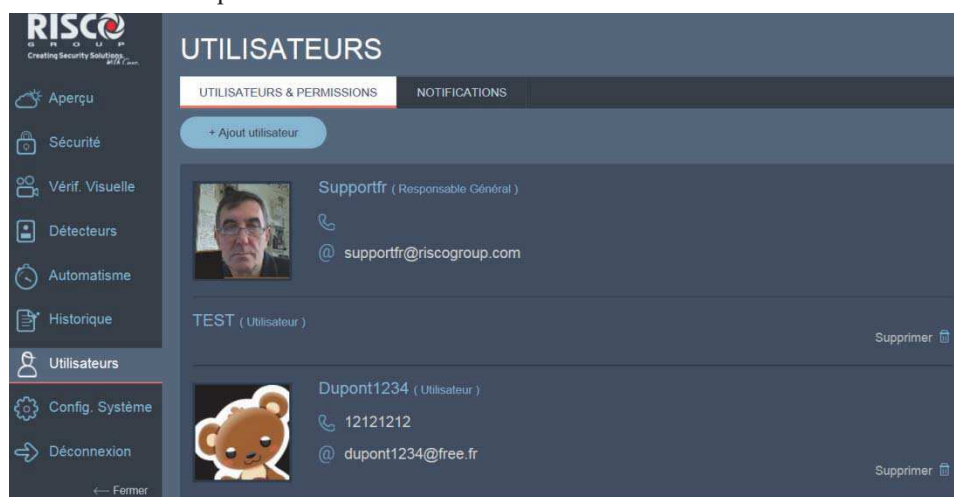 RISCO
GROUP
Creating Security Solutions
With Care.
Aperçu
Sécurité
Vérif. Visuelle
Détecteurs
Automatisme
Historique
Utilisateurs
Config. Système
Déconnexion
← Fermer
UTILISATEURS
UTILISATEURS & PERMISSIONS NOTIFICATIONS
+ Ajout utilisateur
Supportfr ( Responsable Général )
@ supportfr@riscogroup.com
TEST ( Utilisateur )
Supprimer
Dupont1234 ( Utilisateur )
12121212
@ dupont1234@free.fr
Supprimer